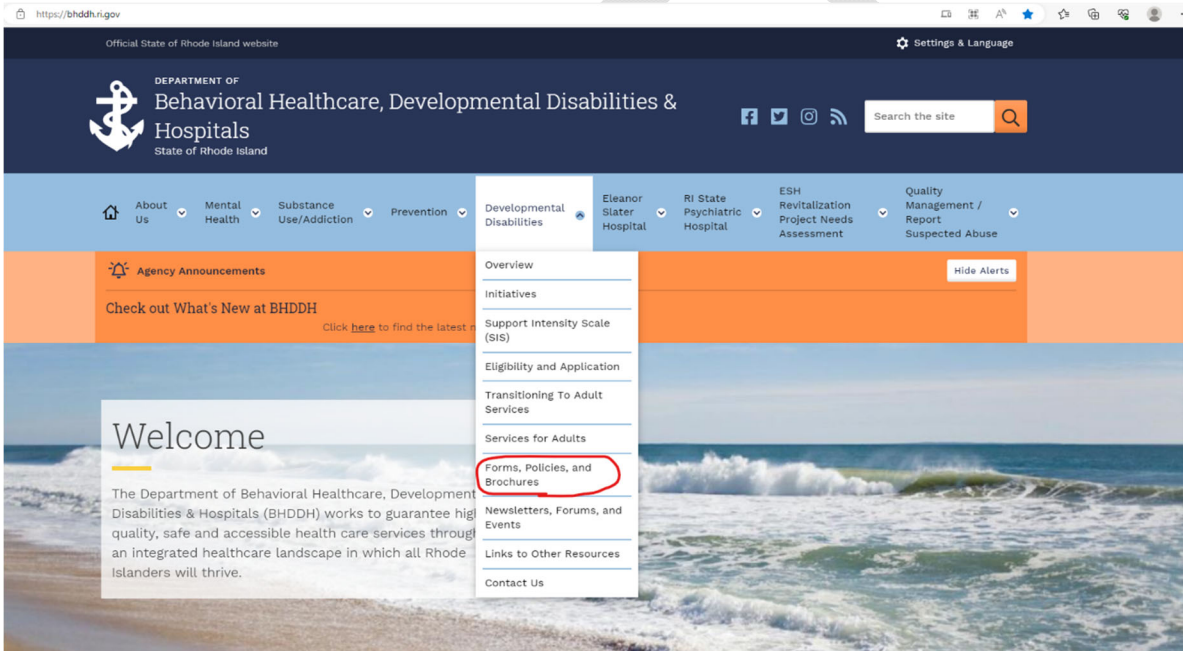 https://bhddh.ri.gov
Official State of Rhode Island website
Settings & Language
DEPARTMENT OF
Behavioral Healthcare, Developmental Disabilities &
Hospitals
State of Rhode Island
Search the site
About
Us
Mental
Health
Substance
Use/Addiction
Prevention
Developmental
Disabilities
Eleanor
Slater
Hospital
RI State
Psychiatric
Hospital
ESH
Revitalization
Project Needs
Assessment
Quality
Management /
Report
Suspected Abuse
Agency Announcements
Hide Alerts
Check out What's New at BHDDH
Click here to find the latest
Overview
Initiatives
Support Intensity Scale
(SIS)
Eligibility and Application
Transitioning To Adult
Services
Services for Adults
Forms, Policies, and
Brochures
Newsletters, Forums, and
Events
Links to Other Resources
Contact Us
Welcome
The Department of Behavioral Healthcare, Development
Disabilities & Hospitals (BHDDH) works to guarantee hig
quality, safe and accessible health care services throug
an integrated healthcare landscape in which all Rhode
Islanders will thrive.